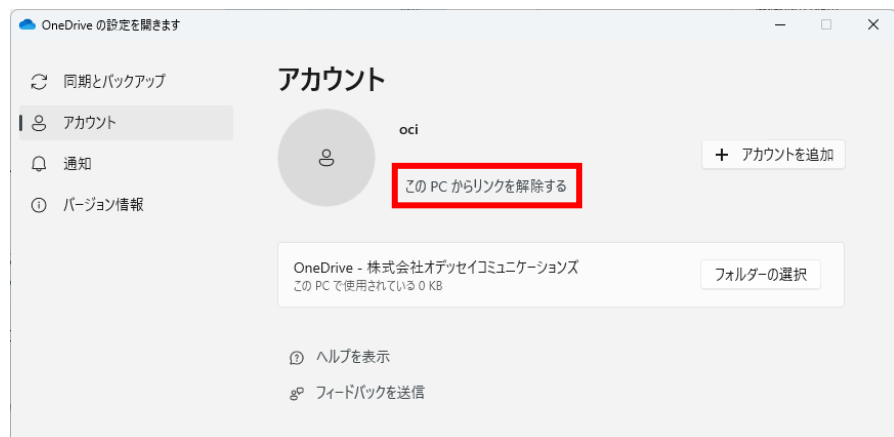 OneDrive の設定を開きます
同期とバックアップ
アカウント
通知
バージョン情報
アカウント
oci
このPC からリンクを解除する
+ アカウントを追加
OneDrive - 株式会社オデッセイコミュニケーションズ
この PC で使用されている 0 KB
フォルダーの選択
ヘルプを表示
フィードバックを送信